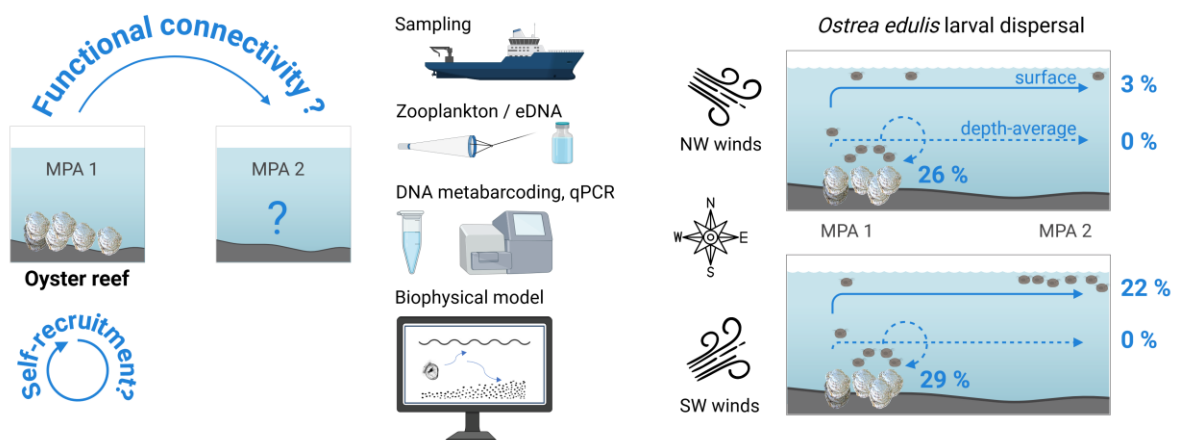 Functional connectivity?
MPA 1
MPA 2
?
Oyster reef
Self-recruitment?
Sampling
Zooplankton / eDNA
DNA metabarcoding, qPCR
Biophysical model
Ostrea edulis larval dispersal
NW winds
surface
3 %
depth-average
0 %
26 %
MPA 1
MPA 2
N
W
E
S
SW winds
22 %
0 %
29 %